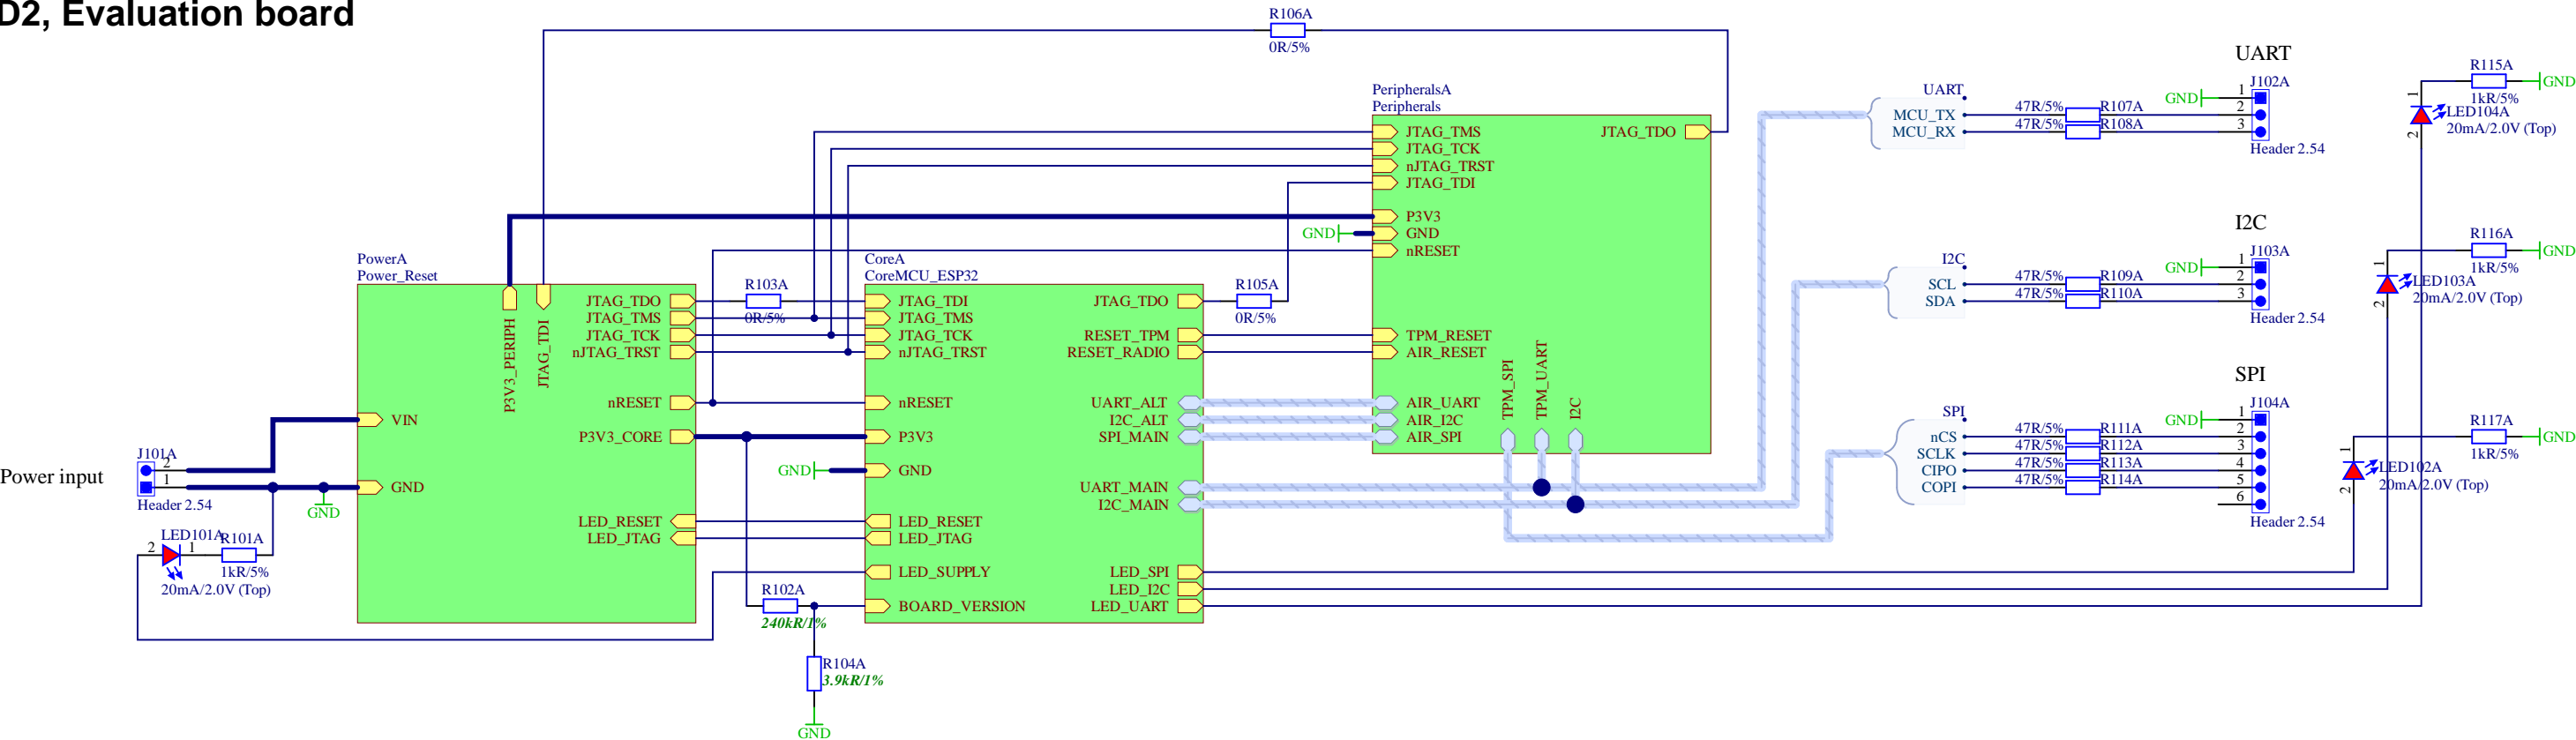 D2, Evaluation board
R106A
0R/5%
PeripheralsA
Peripherals
JTAG_TMS
JTAG_TCK
nJTAG_TRST
JTAG_TDI
P3V3
GND
GND
nRESET
TPM_RESET
AIR_RESET
AIR_UART
AIR_I2C
AIR_SPI
JTAG_TDO
TPM_SPI
TPM_UART
I2C
PowerA
Power_Reset
P3V3_PERIPH
JTAG_TDI
JTAG_TDO
JTAG_TMS
JTAG_TCK
nJTAG_TRST
nRESET
P3V3_CORE
VIN
GND
LED_RESET
LED_JTAG
R103A
0R/5%
CoreA
CoreMCU_ESP32
JTAG_TDI
JTAG_TMS
JTAG_TCK
nJTAG_TRST
nRESET
P3V3
GND
GND
LED_RESET
LED_JTAG
LED_SUPPLY
BOARD_VERSION
JTAG_TDO
RESET_TPM
RESET_RADIO
UART_ALT
I2C_ALT
SPI_MAIN
UART_MAIN
I2C_MAIN
LED_SPI
LED_I2C
LED_UART
R105A
0R/5%
Power input
J101A
2
1
Header 2.54
GND
LED101A
2
1
20mA/2.0V (Top)
R101A
1kR/5%
R102A
240kR/1%
R104A
3.9kR/1%
GND
UART
UART
MCU_TX
MCU_RX
47R/5%
R107A
47R/5%
R108A
GND
J102A
1
2
3
Header 2.54
I2C
I2C
SCL
SDA
47R/5%
R109A
47R/5%
R110A
GND
J103A
1
2
3
Header 2.54
SPI
SPI
nCS
SCLK
CIPO
COPI
47R/5%
R111A
47R/5%
R112A
47R/5%
R113A
47R/5%
R114A
GND
J104A
1
2
3
4
5
6
Header 2.54
R115A
1kR/5%
GND
1
2
LED104A
20mA/2.0V (Top)
R116A
1kR/5%
GND
1
2
LED103A
20mA/2.0V (Top)
R117A
1kR/5%
GND
1
2
LED102A
20mA/2.0V (Top)